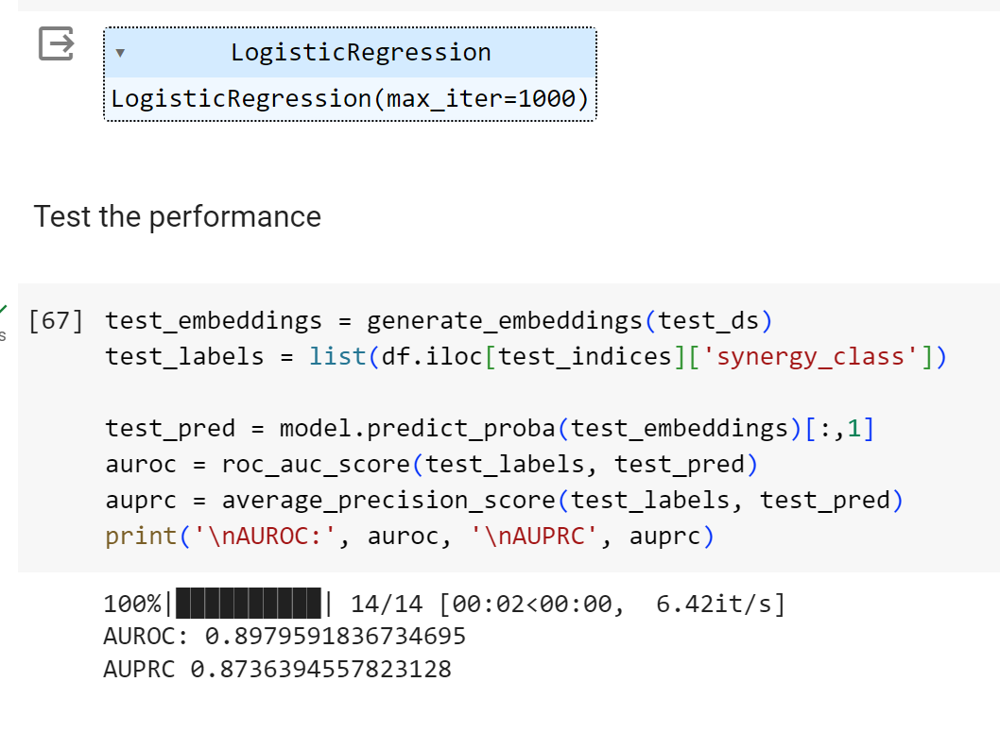 LogisticRegression
LogisticRegression(max_iter=1000)
Test the performance
[67] test_embeddings = generate_embeddings(test_ds)
s
test_labels = list(df.iloc[test_indices]['synergy_class'])
test_pred = model.predict_proba(test_embeddings)[:,1]
auroc = roc_auc_score(test_labels, test_pred)
auprc = average_precision_score(test_labels, test_pred)
print('\nAUROC:', auroc, '\nAUPRC', auprc)
100%|██████████| 14/14 [00:02<00:00,  6.42it/s]
AUROC: 0.8979591836734695
AUPRC 0.8736394557823128